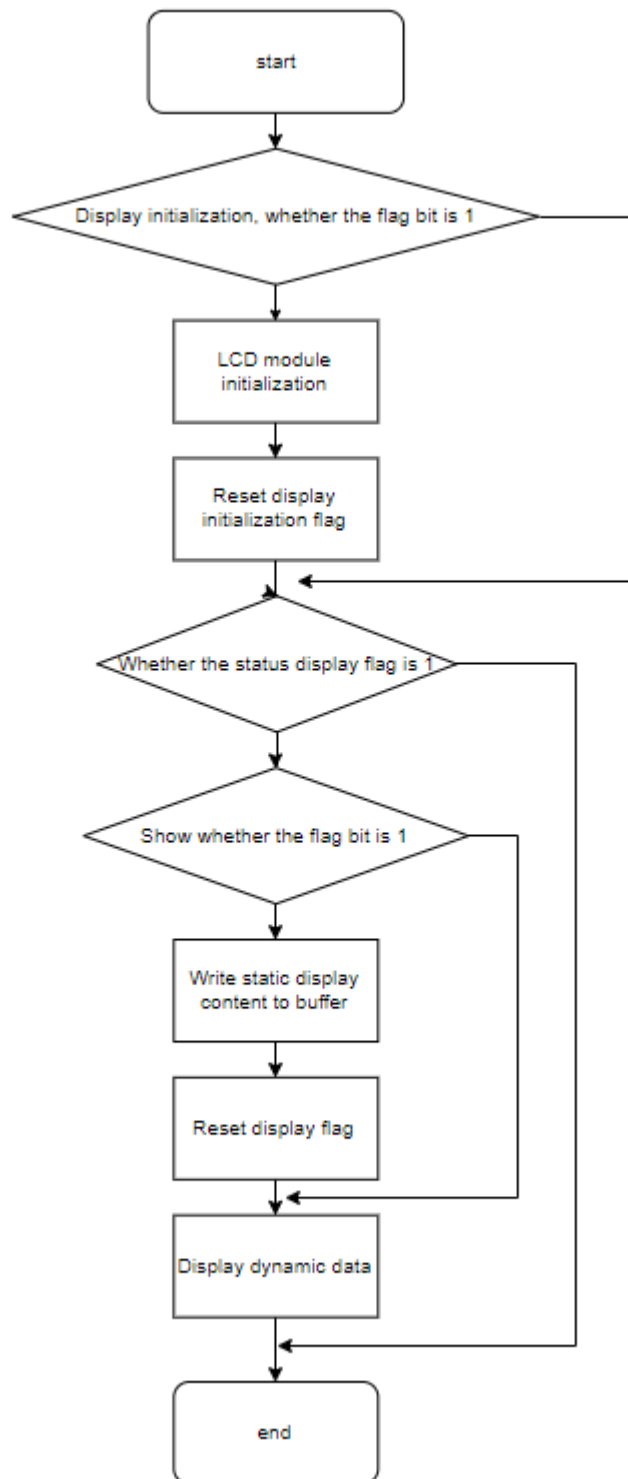 start
Display initialization, whether the flag bit is 1
LCD module
initialization
Reset display
initialization flag
Whether the status display flag is 1
Show whether the flag bit is 1
Write static display
content to buffer
Reset display flag
Display dynamic data
end